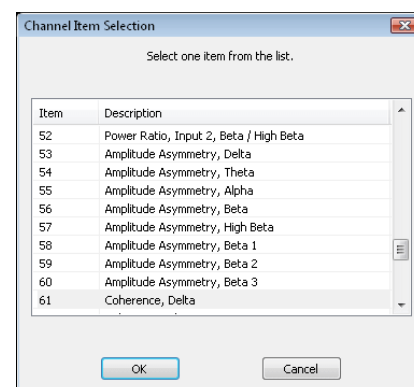 Channel Item Selection
Select one item from the list.
Item Description
52 Power Ratio, Input 2, Beta / High Beta
53 Amplitude Asymmetry, Delta
54 Amplitude Asymmetry, Theta
55 Amplitude Asymmetry, Alpha
56 Amplitude Asymmetry, Beta
57 Amplitude Asymmetry, High Beta
58 Amplitude Asymmetry, Beta 1
59 Amplitude Asymmetry, Beta 2
60 Amplitude Asymmetry, Beta 3
61 Coherence, Delta
OK Cancel